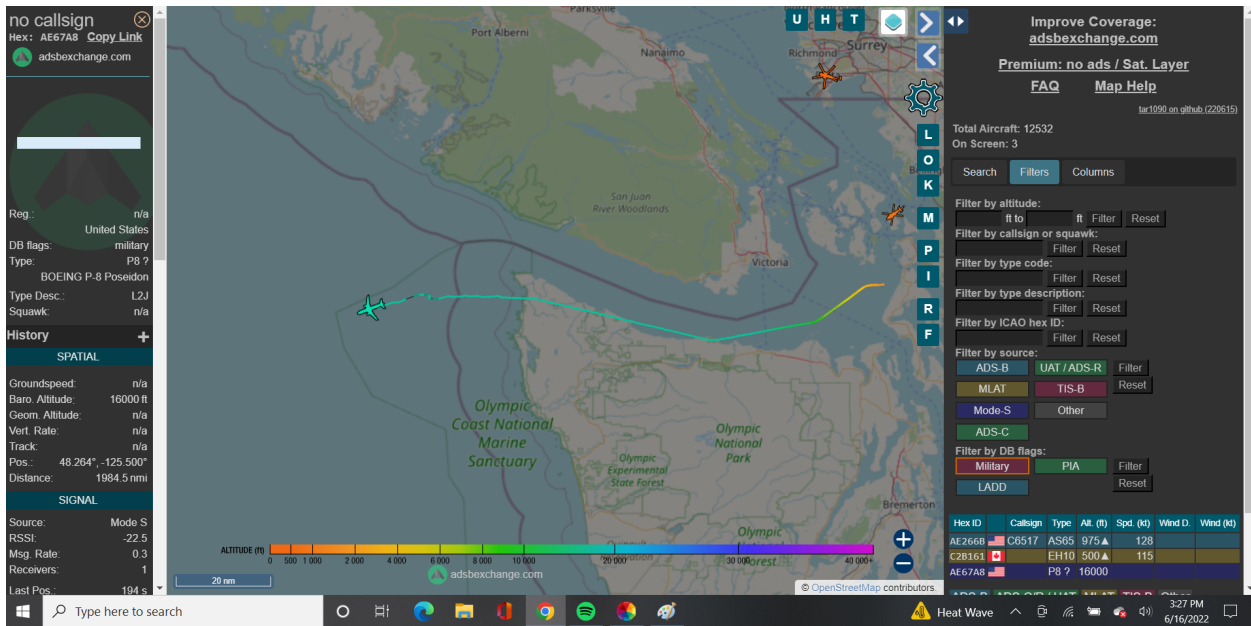 no callsign
Hex: AE67A8 Copy Link
adsbexchange.com
Reg.: n/a
United States
DB flags: military
Type: P8 ?
BOEING P-8 Poseidon
Type Desc.: L2J
Squawk: n/a
History +
SPATIAL
Groundspeed: n/a
Baro. Altitude: 16000 ft
Geom. Altitude: n/a
Vert. Rate: n/a
Track: n/a
Pos.: 48.264°, -125.500°
Distance: 1984.5 nmi
SIGNAL
Source: Mode S
RSSI: -22.5
Msg. Rate: 0.3
Receivers: 1
Last Pos.: 194 s
Parksville
Port Alberni
Nanaimo
Richmond
Surrey
San Juan
River Woodlands
Victoria
Olympic
Coast National
Marine
Sanctuary
Olympic
National
Park
Olympic
Experimental
State Forest
Bremerton
Olympic
ALTITUDE (ft)
0 500 1 000 2 000 4 000 6 000 8 000 10 000 20 000 30 000 40 000+
adsbexchange.com
20 nm
© OpenStreetMap contributors.
U H T
L
O
K
M
P
I
R
F
Improve Coverage:
adsbexchange.com
Premium: no ads / Sat. Layer
FAQ Map Help
tar1090 on github (220615)
Total Aircraft: 12532
On Screen: 3
Search Filters Columns
Filter by altitude:
ft to ft Filter Reset
Filter by callsign or squawk:
Filter Reset
Filter by type code:
Filter Reset
Filter by type description:
Filter Reset
Filter by ICAO hex ID:
Filter Reset
Filter by source:
ADS-B UAT / ADS-R Filter
MLAT TIS-B Reset
Mode-S Other
ADS-C
Filter by DB flags:
Military PIA Filter
LADD Reset
Hex ID Callsign Type Alt. (ft) Spd. (kt) Wind D. Wind (kt)
AE266B C6517 AS65 975▲ 128
C2B161 EH10 500▲ 115
AE67A8 P8 ? 16000
Type here to search
Heat Wave
3:27 PM
6/16/2022